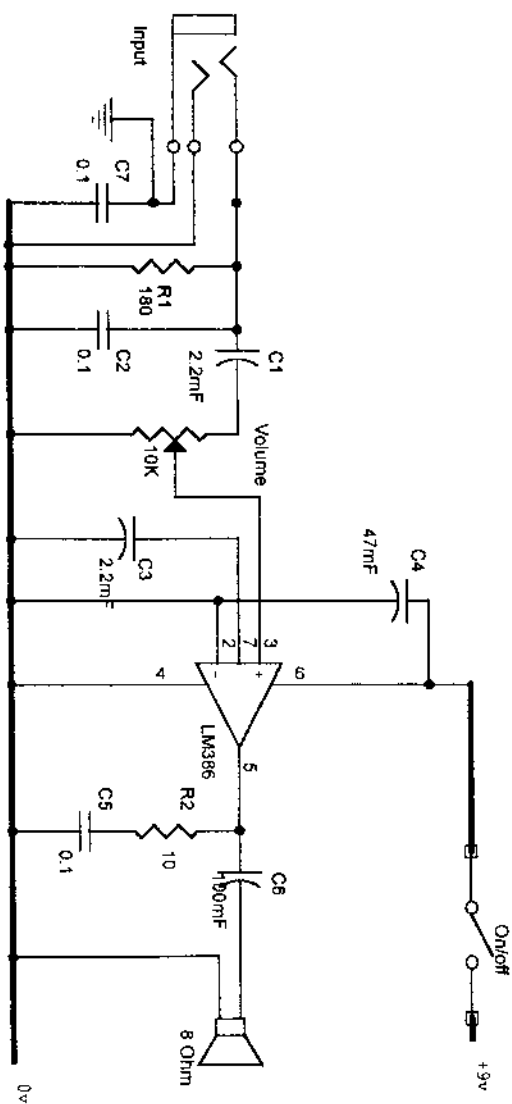 Input
C7
0.1
R1
180
C2
0.1
C1
2.2mF
Volume
10K
C3
2.2mF
C4
47mF
2
7
3
-
+
4
6
LM386
5
R2
10
C5
0.1
C6
100mF
8 Ohm
On/off
+9v
0v